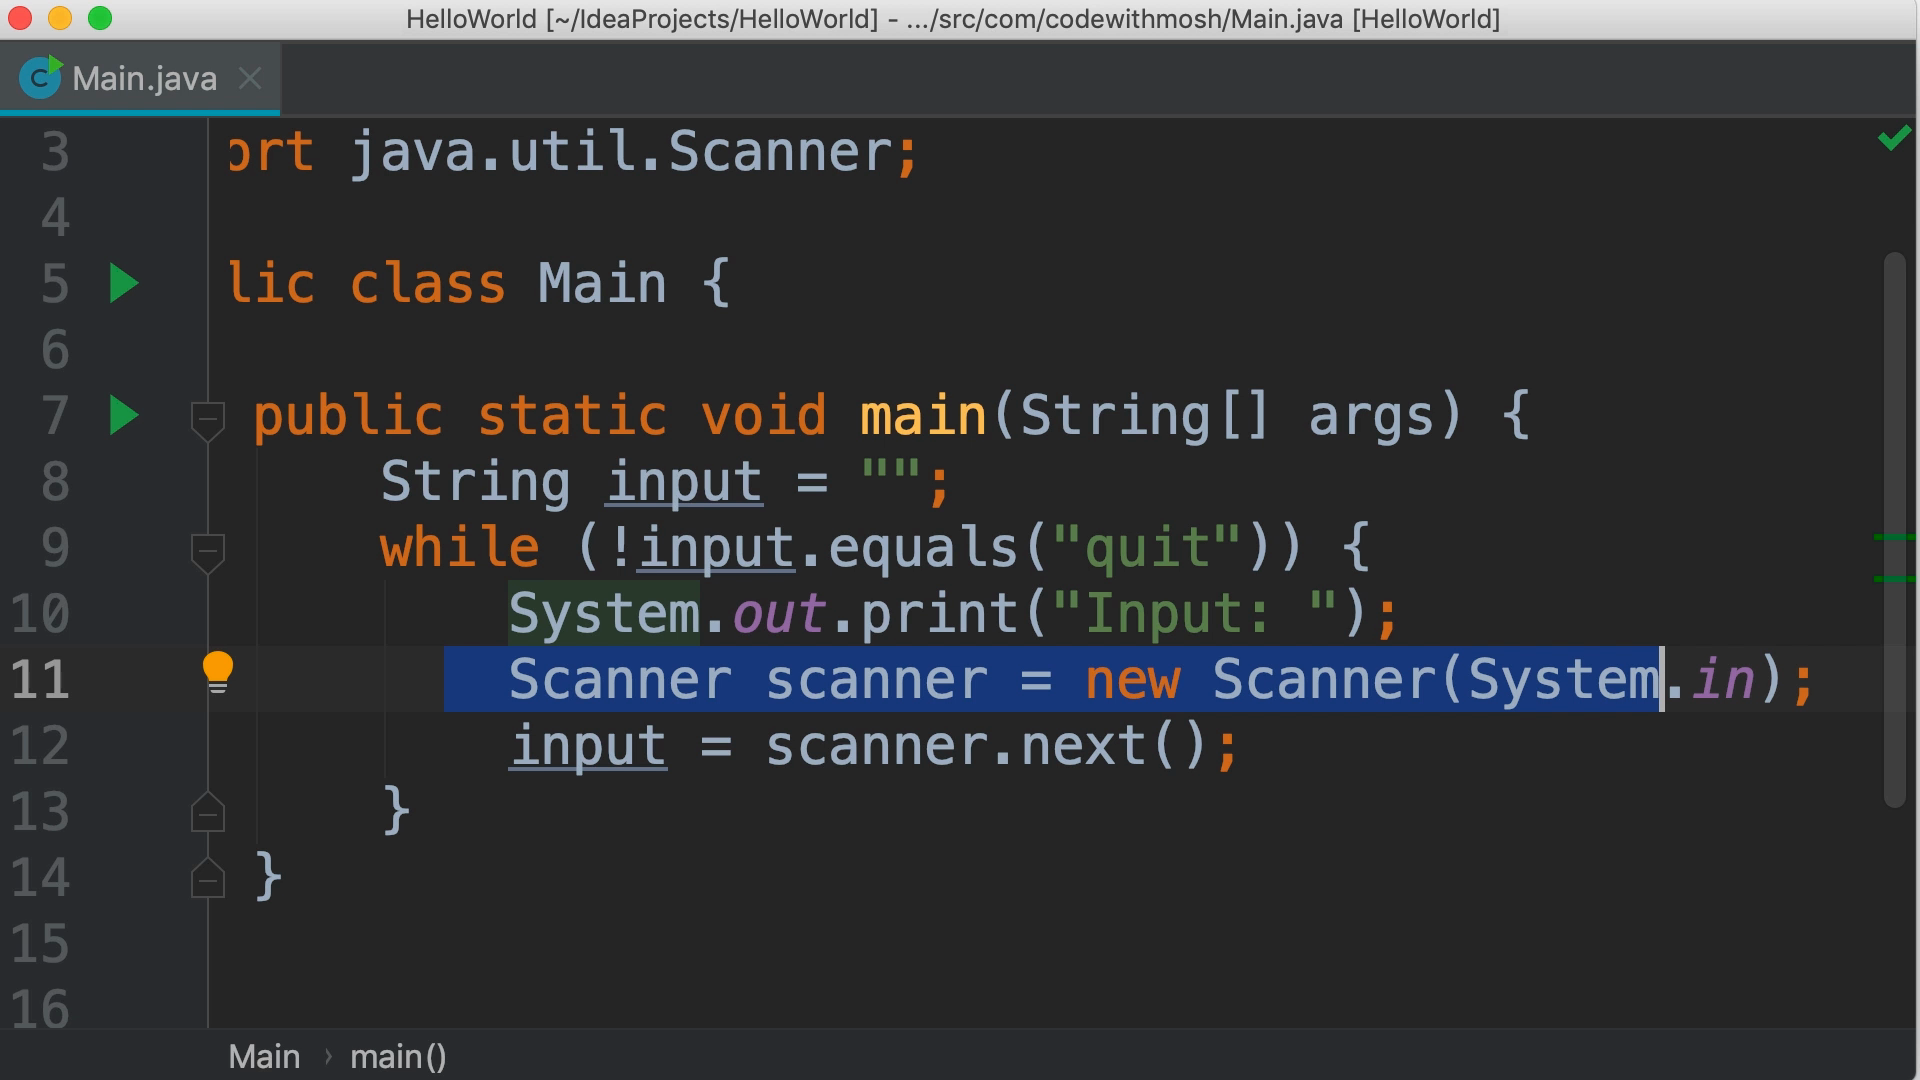 HelloWorld [~/IdeaProjects/HelloWorld] - .../src/com/codewithmosh/Main.java [HelloWorld]
Main.java
3 ort java.util.Scanner;
4
5 lic class Main {
6
7 public static void main(String[] args) {
8 String input = "";
9 while (!input.equals("quit")) {
10 System.out.print("Input: ");
11 Scanner scanner = new Scanner(System.in);
12 input = scanner.next();
13 }
14 }
15
16
Main › main()